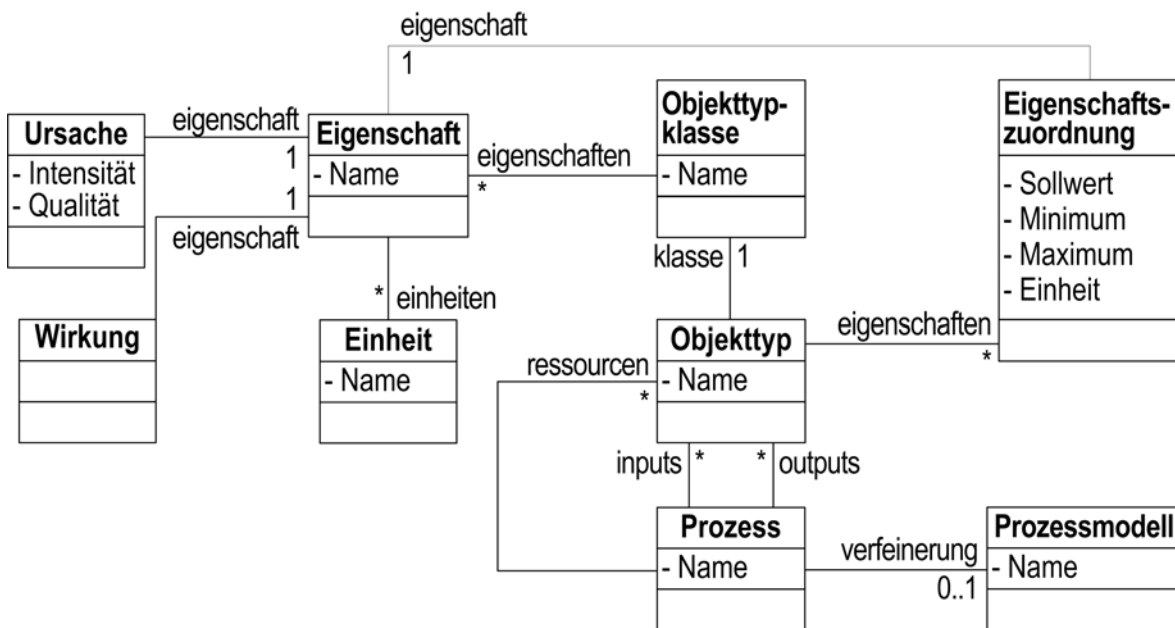 eigenschaft
1
Ursache
- Intensität
- Qualität
eigenschaft
1
1
eigenschaft
Eigenschaft
- Name
eigenschaften
*
Objekttyp-
klasse
- Name
Eigenschafts-
zuordnung
- Sollwert
- Minimum
- Maximum
- Einheit
klasse 1
* einheiten
Wirkung
Einheit
- Name
ressourcen
*
Objekttyp
- Name
eigenschaften
*
inputs *
* outputs
Prozess
- Name
verfeinerung
0..1
Prozessmodell
- Name